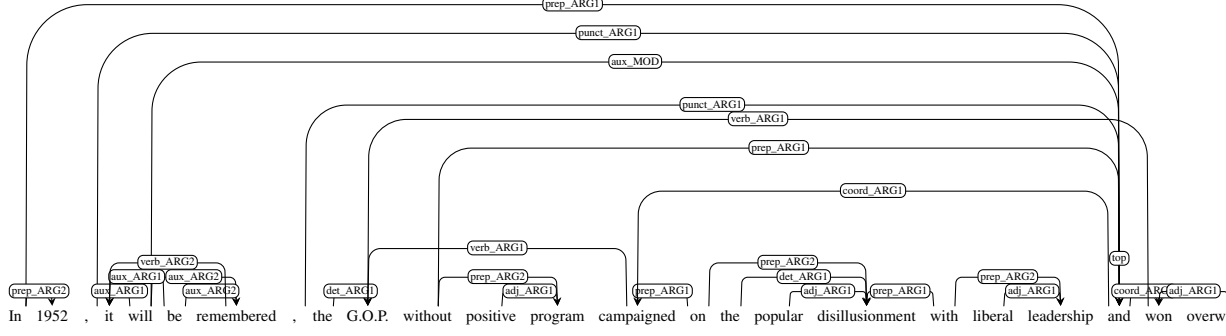 prep_ARG1
punct_ARG1
aux_MOD
punct_ARG1
verb_ARG1
prep_ARG1
coord_ARG1
verb_ARG1
top
verb_ARG2 prep_ARG2
aux_ARG1 aux_ARG2 prep_ARG2 det_ARG1 prep_ARG2
prep_ARG2 aux_ARG1 aux_ARG2 det_ARG1 adj_ARG1 prep_ARG1 adj_ARG1 prep_ARG1 adj_ARG1 adj_ARG1
In 1952 , it will be remembered , the G.O.P. without positive program campaigned on the popular disillusionment with liberal leadership and won